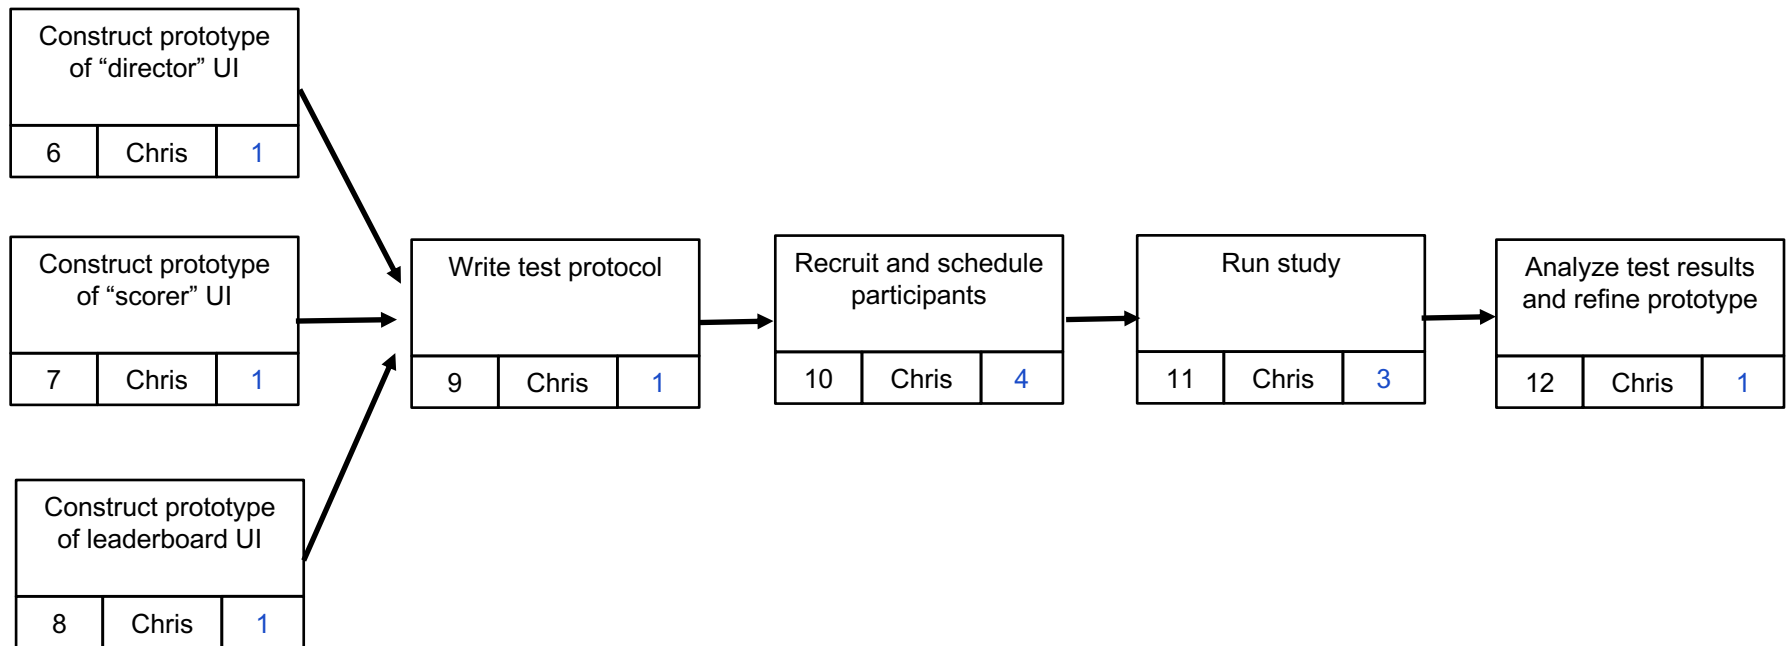 Construct prototype
of “director” UI
6 Chris 1
Construct prototype
of “scorer” UI
7 Chris 1
Construct prototype
of leaderboard UI
8 Chris 1
Write test protocol
9 Chris 1
Recruit and schedule
participants
10 Chris 4
Run study
11 Chris 3
Analyze test results
and refine prototype
12 Chris 1